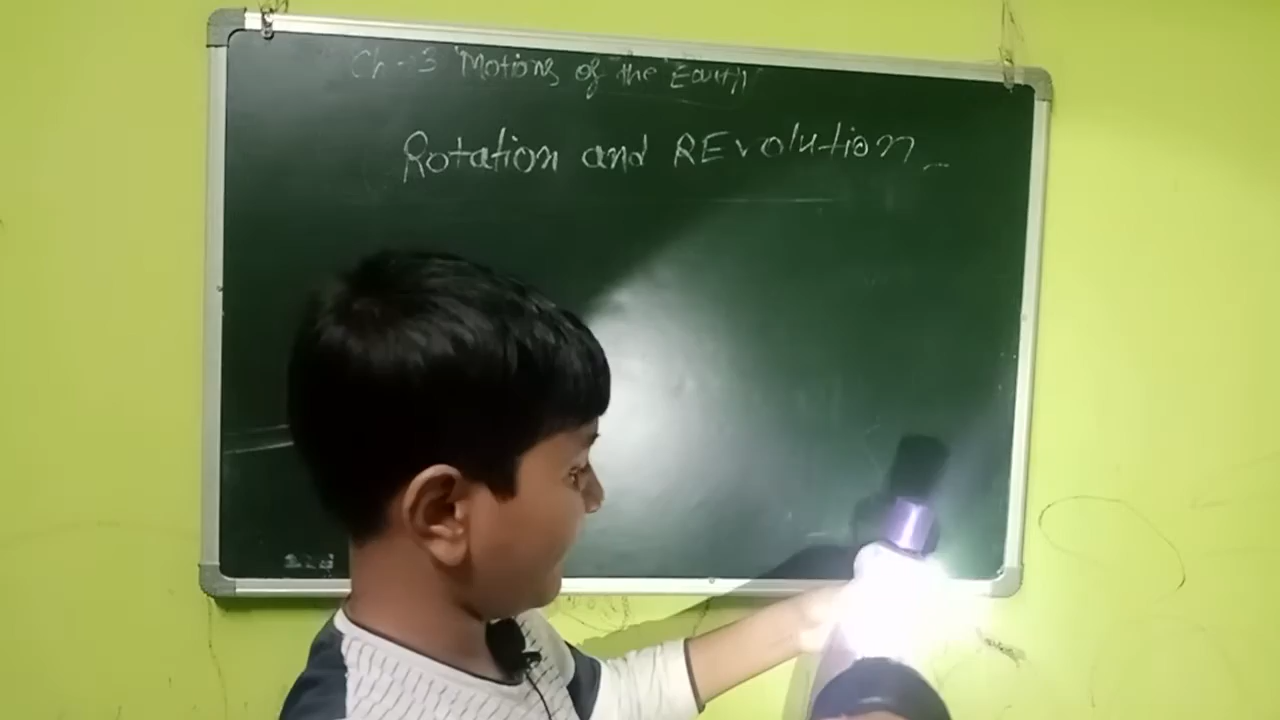 Ch-3 "Motions of the Earth"
Rotation and REvolution